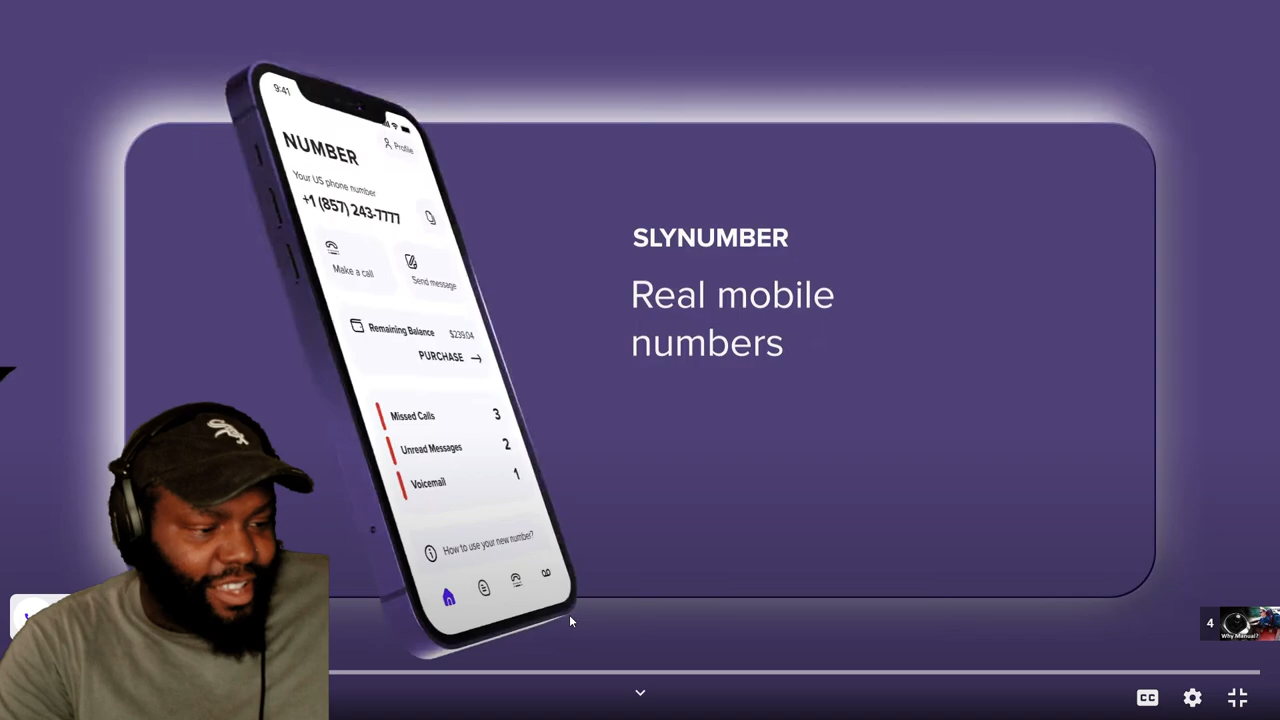 9:41
NUMBER
Profile
Your US phone number
+1 (857) 243-7777
Make a call
Send message
Remaining Balance $239.04
PURCHASE →
Missed Calls 3
Unread Messages 2
Voicemail 1
How to use your new number?
SLYNUMBER
Real mobile
numbers
4
Why Manual?
CC